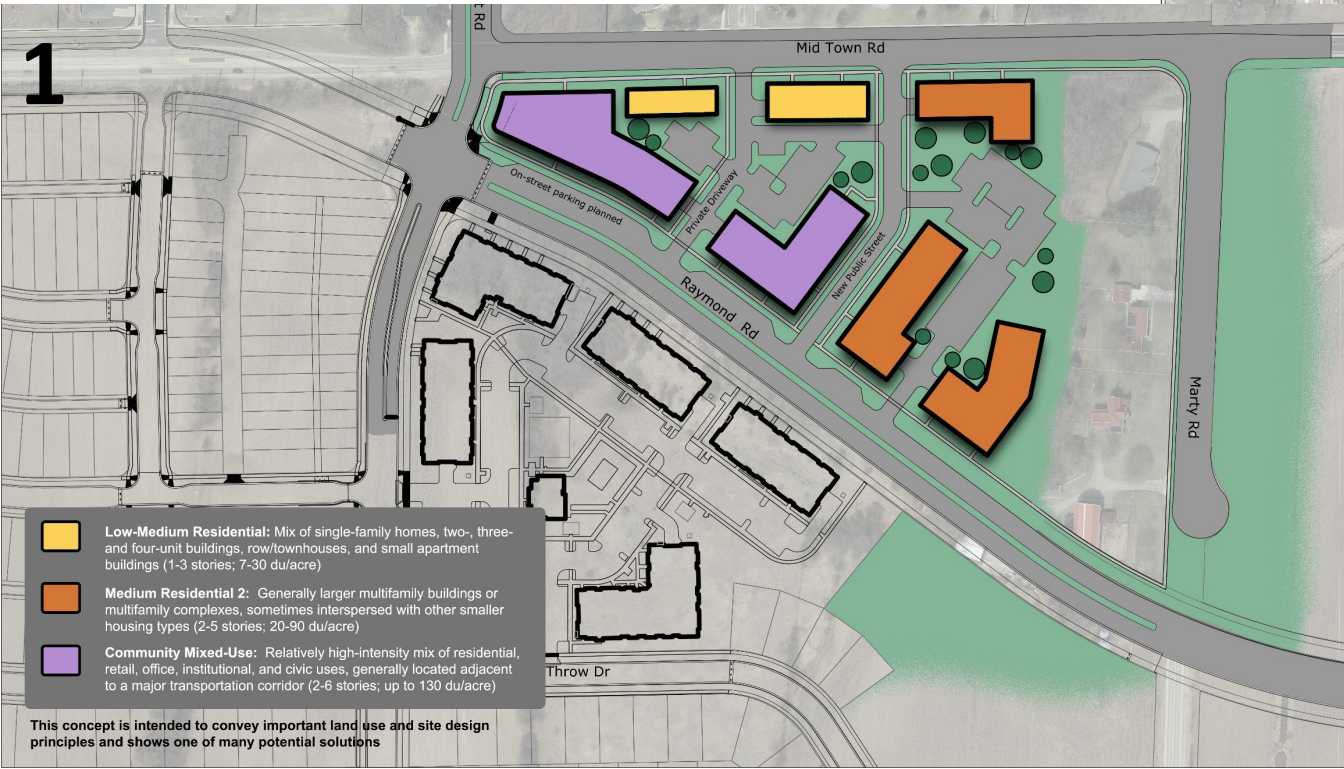 1
t Rd
Mid Town Rd
On-street parking planned
Private Driveway
New Public Street
Raymond Rd
Marty Rd
Low-Medium Residential: Mix of single-family homes, two-, three-
and four-unit buildings, row/townhouses, and small apartment
buildings (1-3 stories; 7-30 du/acre)
Medium Residential 2: Generally larger multifamily buildings or
multifamily complexes, sometimes interspersed with other smaller
housing types (2-5 stories; 20-90 du/acre)
Community Mixed-Use: Relatively high-intensity mix of residential,
retail, office, institutional, and civic uses, generally located adjacent
to a major transportation corridor (2-6 stories; up to 130 du/acre)
Throw Dr
This concept is intended to convey important land use and site design
principles and shows one of many potential solutions